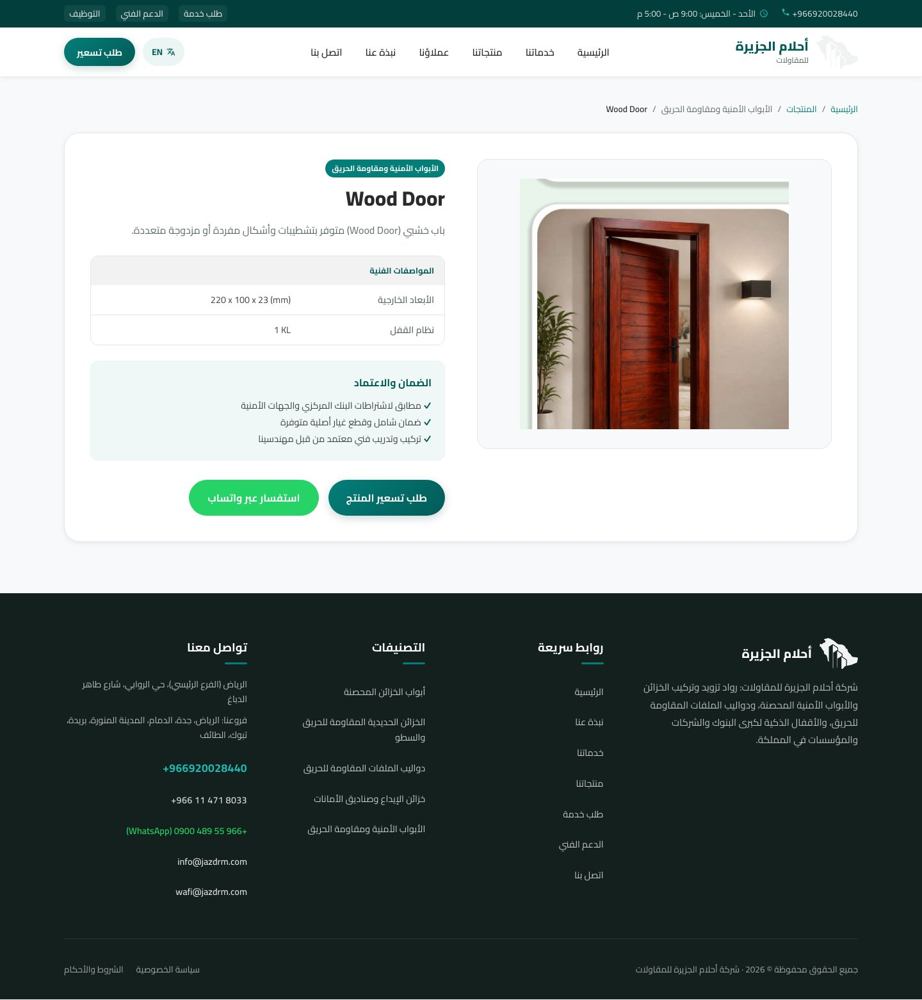 +966920028440
الأحد - الخميس: 9:00 ص - 5:00 م
طلب خدمة
الدعم الفني
التوظيف
أحلام الجزيرة
للمقاولات
الرئيسية
خدماتنا
منتجاتنا
عملاؤنا
نبذة عنا
اتصل بنا
EN
طلب تسعير
الرئيسية / المنتجات / الأبواب الأمنية ومقاومة الحريق / Wood Door
الأبواب الأمنية ومقاومة الحريق
Wood Door
باب خشبي (Wood Door) متوفر بتشطيبات وأشكال مفردة أو مزدوجة متعددة.
المواصفات الفنية
الأبعاد الخارجية 220 x 100 x 23 (mm)
نظام القفل 1 KL
الضمان والاعتماد
✓ مطابق لاشتراطات البنك المركزي والجهات الأمنية
✓ ضمان شامل وقطع غيار أصلية متوفرة
✓ تركيب وتدريب فني معتمد من قبل مهندسينا
طلب تسعير المنتج
استفسار عبر واتساب
أحلام الجزيرة
شركة أحلام الجزيرة للمقاولات: رواد تزويد وتركيب الخزائن
والأبواب الأمنية المحصنة، ودواليب الملفات المقاومة
للحريق، والأقفال الذكية لكبرى البنوك والشركات
والمؤسسات في المملكة.
روابط سريعة
الرئيسية
نبذة عنا
خدماتنا
منتجاتنا
طلب خدمة
الدعم الفني
اتصل بنا
التصنيفات
أبواب الخزائن المحصنة
الخزائن الحديدية المقاومة للحريق
والسطو
دواليب الملفات المقاومة للحريق
خزائن الإيداع وصناديق الأمانات
الأبواب الأمنية ومقاومة الحريق
تواصل معنا
الرياض (الفرع الرئيسي)، حي الروابي، شارع طاهر
الدباغ
فروعنا: الرياض، جدة، الدمام، المدينة المنورة، بريدة،
تبوك، الطائف
+966920028440
+966 11 471 8033
+966 55 489 0900 (WhatsApp)
info@jazdrm.com
wafi@jazdrm.com
جميع الحقوق محفوظة © 2026 · شركة أحلام الجزيرة للمقاولات
سياسة الخصوصية
الشروط والأحكام